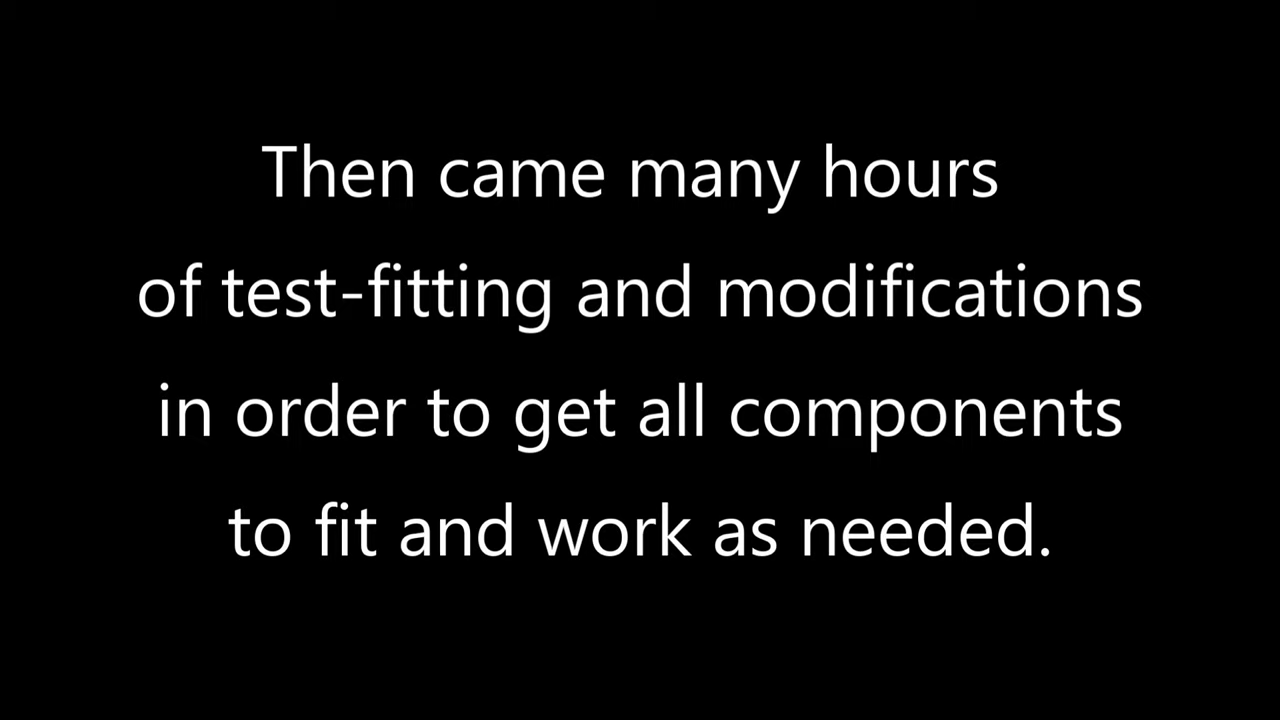 Then came many hours
of test-fitting and modifications
in order to get all components
to fit and work as needed.